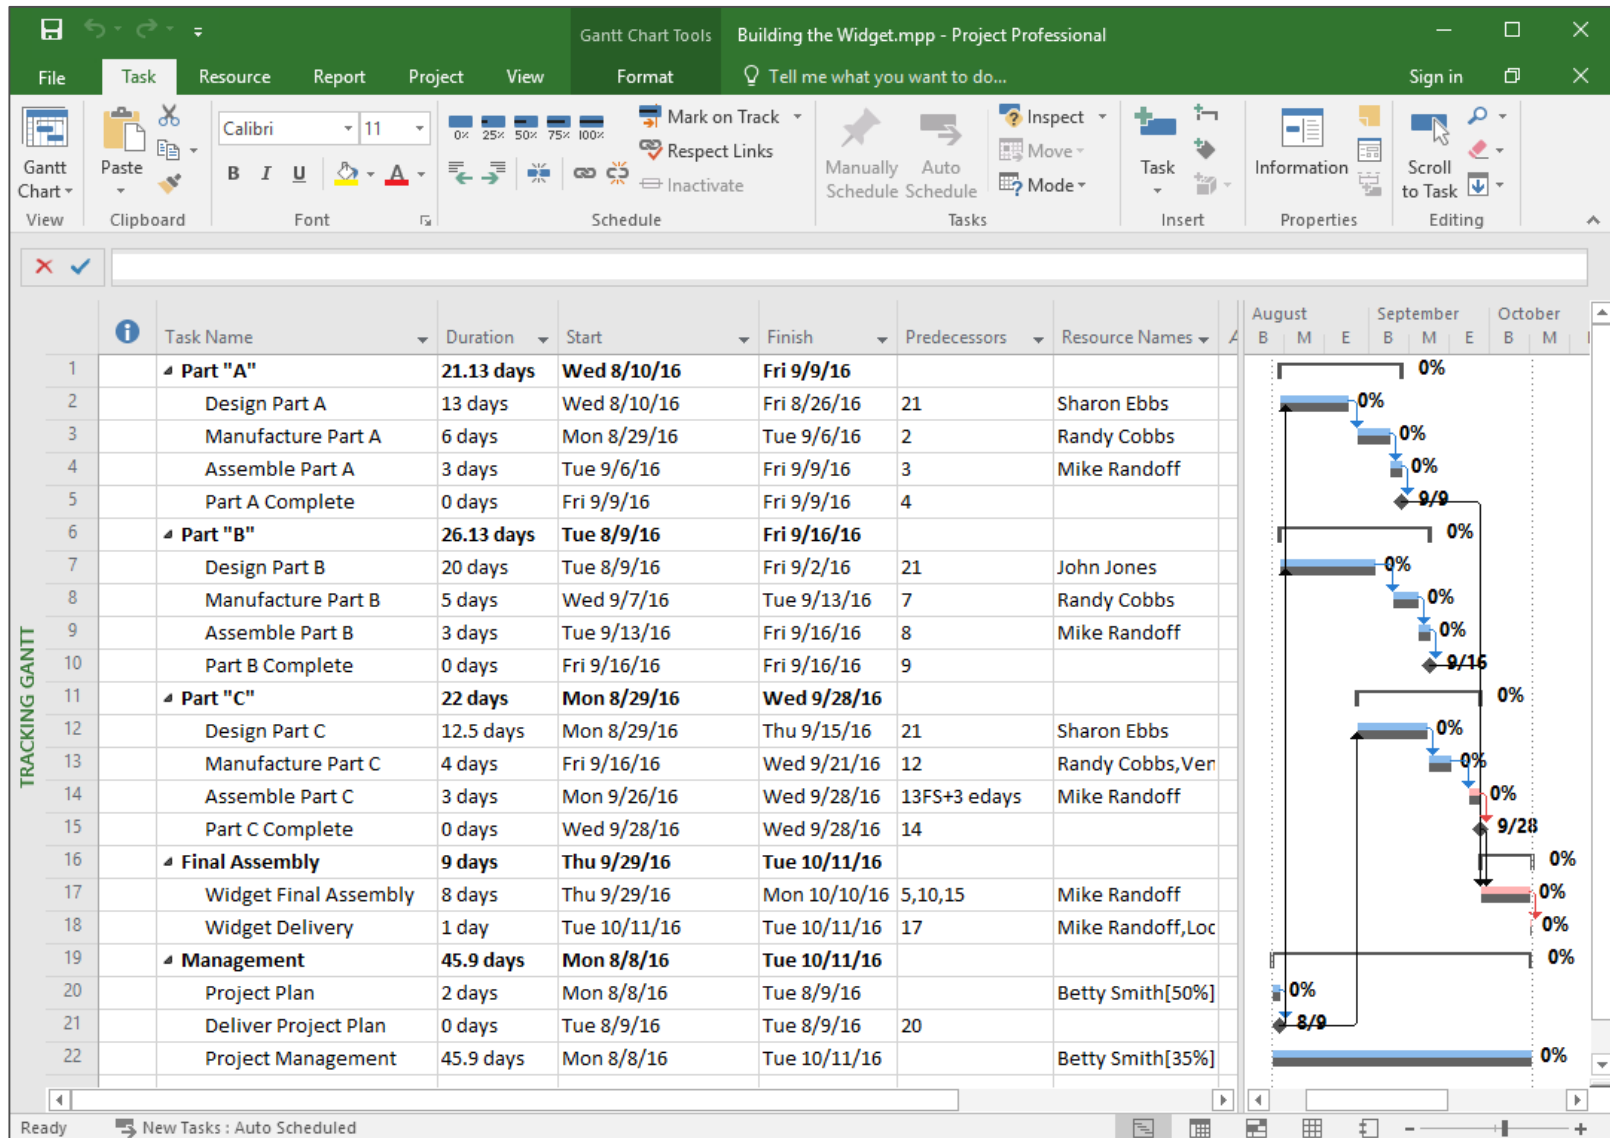 Gantt Chart Tools Building the Widget.mpp - Project Professional
File Task Resource Report Project View Format Tell me what you want to do... Sign in
Gantt Chart Paste Calibri 11 0% 25% 50% 75% 100% Mark on Track Manually Schedule Auto Schedule Inspect Task Information Scroll to Task
B I U A Respect Links Move
Inactivate Mode
View Clipboard Font Schedule Tasks Insert Properties Editing
August September October
Task Name Duration Start Finish Predecessors Resource Names A B M E B M E B M
1 Part "A" 21.13 days Wed 8/10/16 Fri 9/9/16 0%
2 Design Part A 13 days Wed 8/10/16 Fri 8/26/16 21 Sharon Ebbs 0%
3 Manufacture Part A 6 days Mon 8/29/16 Tue 9/6/16 2 Randy Cobbs 0%
4 Assemble Part A 3 days Tue 9/6/16 Fri 9/9/16 3 Mike Randoff 0%
5 Part A Complete 0 days Fri 9/9/16 Fri 9/9/16 4 9/9
6 Part "B" 26.13 days Tue 8/9/16 Fri 9/16/16 0%
7 Design Part B 20 days Tue 8/9/16 Fri 9/2/16 21 John Jones 0%
8 Manufacture Part B 5 days Wed 9/7/16 Tue 9/13/16 7 Randy Cobbs 0%
9 Assemble Part B 3 days Tue 9/13/16 Fri 9/16/16 8 Mike Randoff 0%
10 Part B Complete 0 days Fri 9/16/16 Fri 9/16/16 9 9/16
11 Part "C" 22 days Mon 8/29/16 Wed 9/28/16 0%
12 Design Part C 12.5 days Mon 8/29/16 Thu 9/15/16 21 Sharon Ebbs 0%
13 Manufacture Part C 4 days Fri 9/16/16 Wed 9/21/16 12 Randy Cobbs,Ven 0%
14 Assemble Part C 3 days Mon 9/26/16 Wed 9/28/16 13FS+3 edays Mike Randoff 0%
15 Part C Complete 0 days Wed 9/28/16 Wed 9/28/16 14 9/28
16 Final Assembly 9 days Thu 9/29/16 Tue 10/11/16 0%
17 Widget Final Assembly 8 days Thu 9/29/16 Mon 10/10/16 5,10,15 Mike Randoff 0%
18 Widget Delivery 1 day Tue 10/11/16 Tue 10/11/16 17 Mike Randoff,Loc 0%
19 Management 45.9 days Mon 8/8/16 Tue 10/11/16 0%
20 Project Plan 2 days Mon 8/8/16 Tue 8/9/16 Betty Smith[50%] 0%
21 Deliver Project Plan 0 days Tue 8/9/16 Tue 8/9/16 20 8/9
22 Project Management 45.9 days Mon 8/8/16 Tue 10/11/16 Betty Smith[35%] 0%
TRACKING GANTT
Ready New Tasks : Auto Scheduled